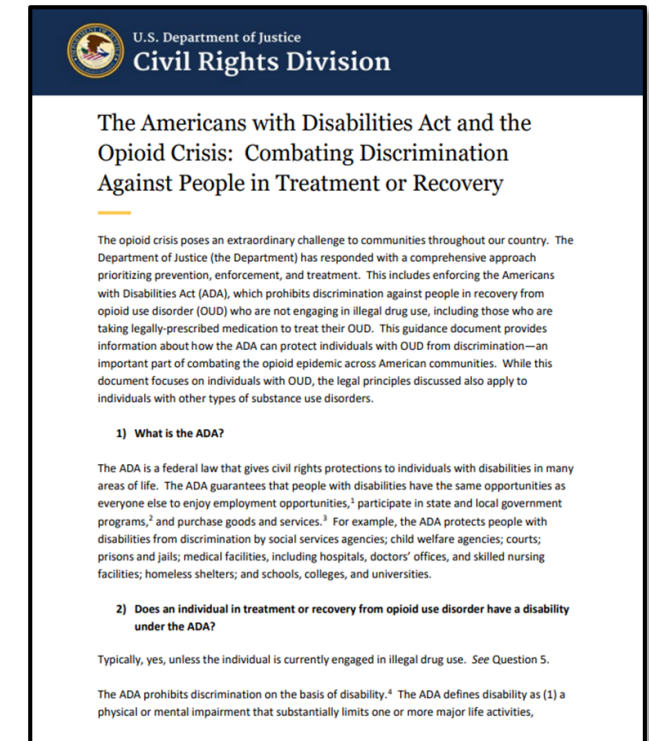 U.S. Department of Justice
Civil Rights Division
The Americans with Disabilities Act and the
Opioid Crisis: Combating Discrimination
Against People in Treatment or Recovery
The opioid crisis poses an extraordinary challenge to communities throughout our country. The
Department of Justice (the Department) has responded with a comprehensive approach
prioritizing prevention, enforcement, and treatment. This includes enforcing the Americans
with Disabilities Act (ADA), which prohibits discrimination against people in recovery from
opioid use disorder (OUD) who are not engaging in illegal drug use, including those who are
taking legally-prescribed medication to treat their OUD. This guidance document provides
information about how the ADA can protect individuals with OUD from discrimination—an
important part of combating the opioid epidemic across American communities. While this
document focuses on individuals with OUD, the legal principles discussed also apply to
individuals with other types of substance use disorders.
1) What is the ADA?
The ADA is a federal law that gives civil rights protections to individuals with disabilities in many
areas of life. The ADA guarantees that people with disabilities have the same opportunities as
everyone else to enjoy employment opportunities,1 participate in state and local government
programs,2 and purchase goods and services.3 For example, the ADA protects people with
disabilities from discrimination by social services agencies; child welfare agencies; courts;
prisons and jails; medical facilities, including hospitals, doctors' offices, and skilled nursing
facilities; homeless shelters; and schools, colleges, and universities.
2) Does an individual in treatment or recovery from opioid use disorder have a disability
under the ADA?
Typically, yes, unless the individual is currently engaged in illegal drug use. See Question 5.
The ADA prohibits discrimination on the basis of disability.4 The ADA defines disability as (1) a
physical or mental impairment that substantially limits one or more major life activities,